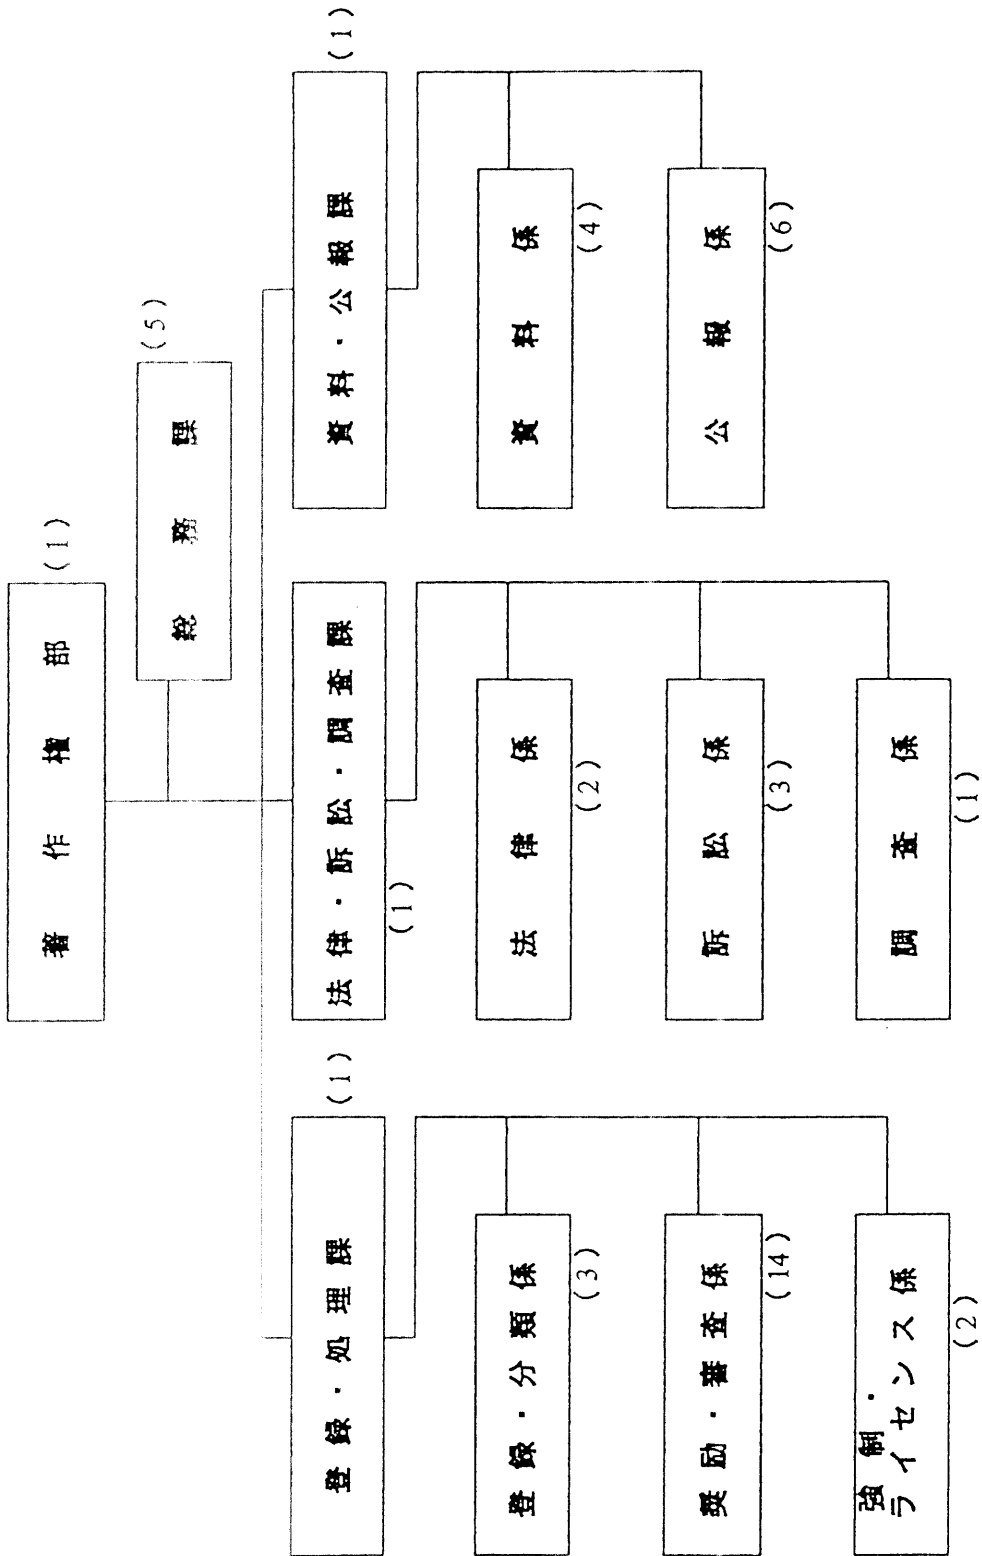 著作権部
(1)
総務課
(5)
登録・処理課
(1)
法律・訴訟・調査課
(1)
資料・公報課
(1)
登録・分類係
(3)
法律係
(2)
資料係
(4)
奨励・審査係
(14)
訴訟係
(3)
公報係
(6)
強制・
ライセンス係
(2)
調査係
(1)